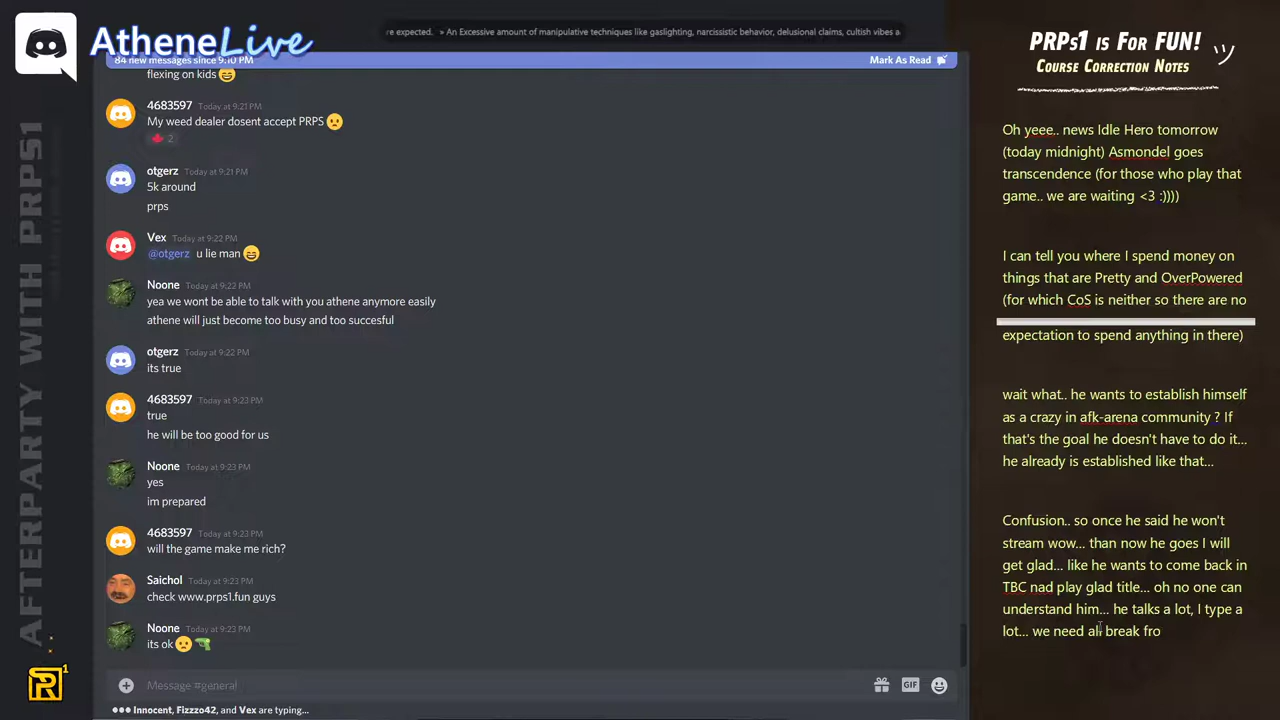 AtheneLive
re expected.   » An Excessive amount of manipulative techniques like gaslighting, narcissistic behavior, delusional claims, cultish vibes a
84 new messages since 9:10 PM
Mark As Read
flexing on kids
4683597 Today at 9:21 PM
My weed dealer dosent accept PRPS
2
otgerz Today at 9:21 PM
5k around
prps
Vex Today at 9:22 PM
@otgerz u lie man
Noone Today at 9:22 PM
yea we wont be able to talk with you athene anymore easily
athene will just become too busy and too succesful
otgerz Today at 9:22 PM
its true
4683597 Today at 9:23 PM
true
he will be too good for us
Noone Today at 9:23 PM
yes
im prepared
4683597 Today at 9:23 PM
will the game make me rich?
Saichol Today at 9:23 PM
check www.prps1.fun guys
Noone Today at 9:23 PM
its ok
Message #general
GIF
Innocent, Fizzzo42, and Vex are typing...
AFTERPARTY WITH PRPS1
R1
PRPs1 is For FUN!
Course Correction Notes
Oh yeee.. news Idle Hero tomorrow
(today midnight) Asmondel goes
transcendence (for those who play that
game.. we are waiting <3 :))))
I can tell you where I spend money on
things that are Pretty and OverPowered
(for which CoS is neither so there are no
expectation to spend anything in there)
wait what.. he wants to establish himself
as a crazy in afk-arena community ? If
that's the goal he doesn't have to do it...
he already is established like that...
Confusion.. so once he said he won't
stream wow... than now he goes I will
get glad... like he wants to come back in
TBC nad play glad title... oh no one can
understand him... he talks a lot, I type a
lot... we need all break fro